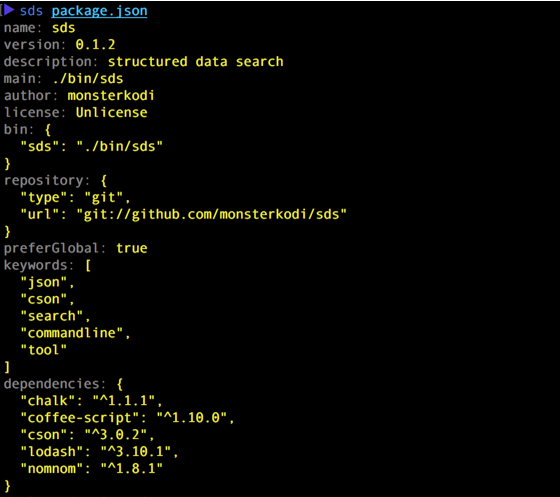 sds package.json
name: sds
version: 0.1.2
description: structured data search
main: ./bin/sds
author: monsterkodi
license: Unlicense
bin: {
  "sds": "./bin/sds"
}
repository: {
  "type": "git",
  "url": "git://github.com/monsterkodi/sds"
}
preferGlobal: true
keywords: [
  "json",
  "cson",
  "search",
  "commandline",
  "tool"
]
dependencies: {
  "chalk": "^1.1.1",
  "coffee-script": "^1.10.0",
  "cson": "^3.0.2",
  "lodash": "^3.10.1",
  "nomnom": "^1.8.1"
}